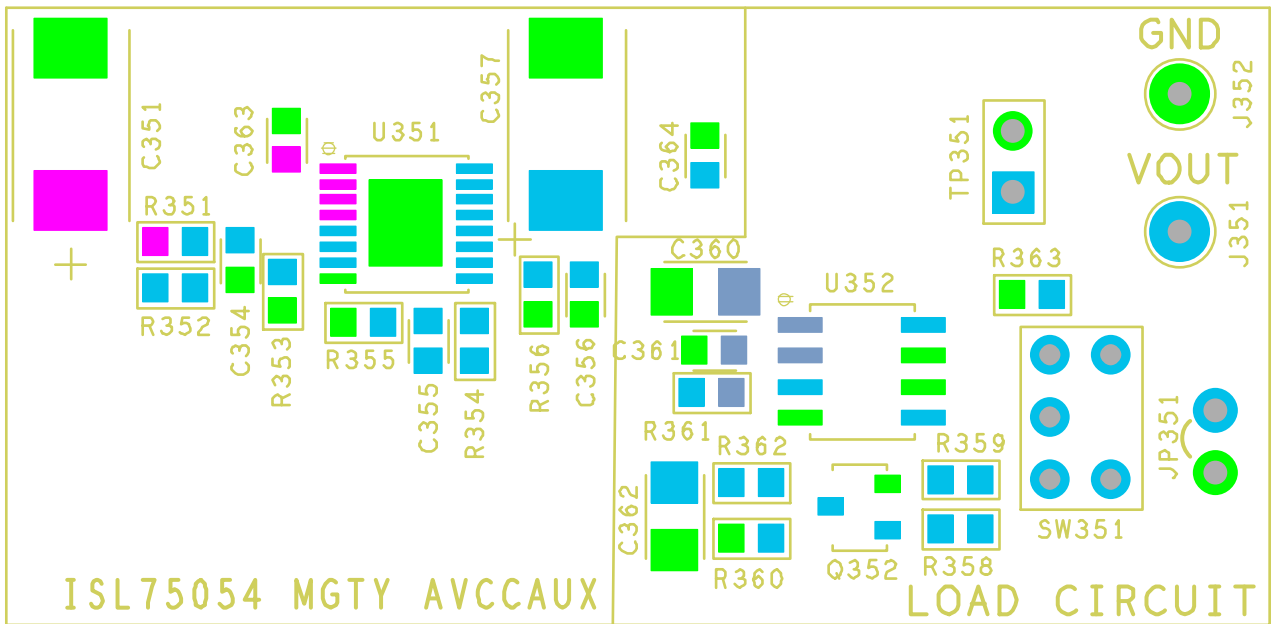 GND
J352
C351
C363
U351
C357
C364
TP351
VOUT
J351
R351
C360
R363
U352
R352
C354
R353
R355
C355
R354
R356
C356
C361
R361
R362
R359
JP351
C362
R360
Q352
R358
SW351
ISL75054 MGTY AVCCAUX
LOAD CIRCUIT